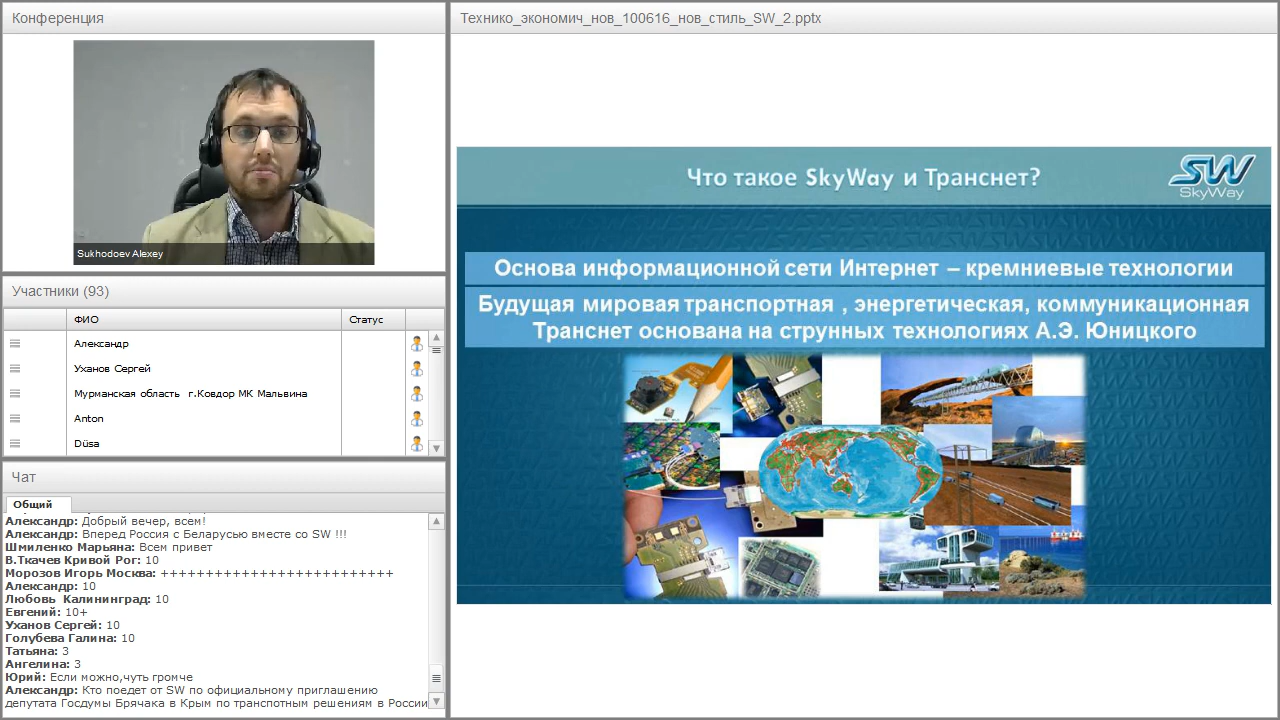 Конференция
Sukhodoev Alexey
Участники (93)
ФИО
Статус
Александр
Уханов Сергей
Мурманская область г.Ковдор МК Мальвина
Anton
Düsa
Чат
Общий
Александр: Добрый вечер, всем!
Александр: Вперед Россия с Беларусью вместе со SW !!!
Шмиленко Марьяна: Всем привет
В.Ткачев Кривой Рог: 10
Морозов Игорь Москва: ++++++++++++++++++++++++++
Александр: 10
Любовь Калининград: 10
Евгений: 10+
Уханов Сергей: 10
Голубева Галина: 10
Татьяна: 3
Ангелина: 3
Юрий: Если можно,чуть громче
Александр: Кто поедет от SW по официальному приглашению
депутата Госдумы Брячака в Крым по транспотным решениям в России
Технико_экономич_нов_100616_нов_стиль_SW_2.pptx
Что такое SkyWay и Транснет?
SW
SkyWay
Основа информационной сети Интернет – кремниевые технологии
Будущая мировая транспортная , энергетическая, коммуникационная
Транснет основана на струнных технологиях А.Э. Юницкого